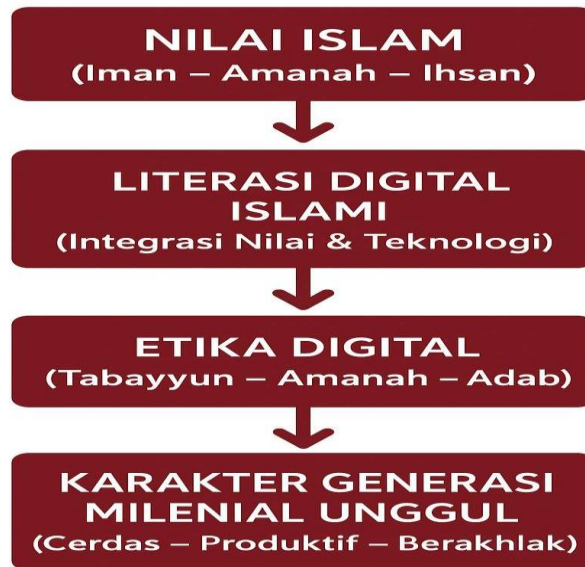 NILAI ISLAM
(Iman – Amanah – Ihsan)
LITERASI DIGITAL
ISLAMI
(Integrasi Nilai & Teknologi)
ETIKA DIGITAL
(Tabayyun – Amanah – Adab)
KARAKTER GENERASI
MILENIAL UNGGUL
(Cerdas – Produktif – Berakhlak)